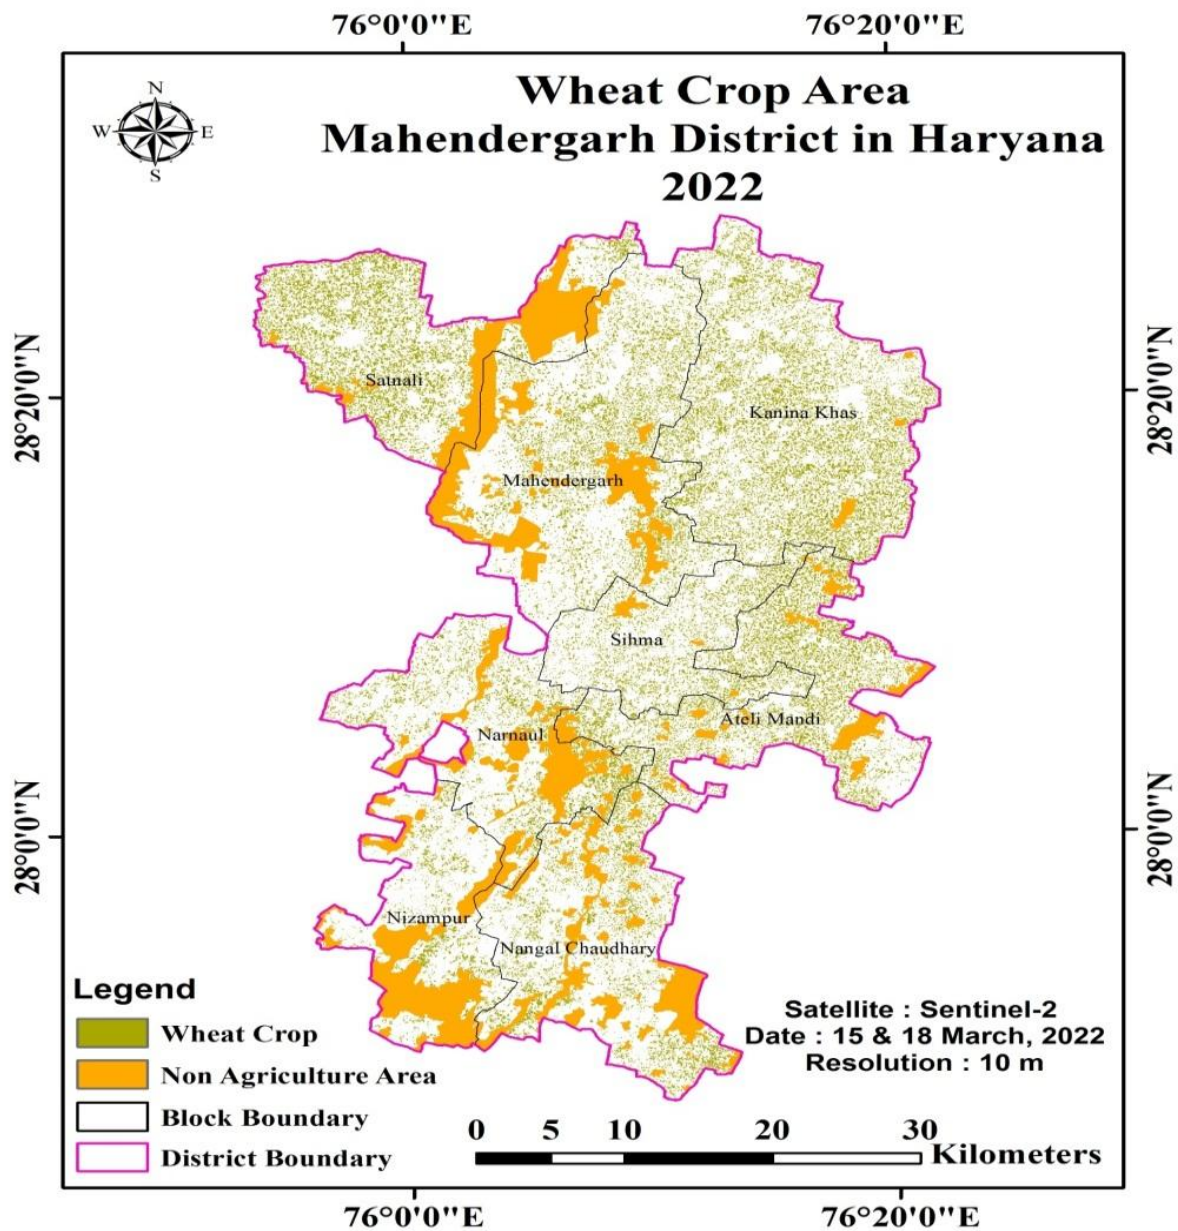 76°0'0"E
76°20'0"E
Wheat Crop Area
Mahendergarh District in Haryana
2022
N
W
E
S
28°20'0"N
28°20'0"N
Satnali
Kanina Khas
Mahendergarh
Sihma
Ateli Mandi
Narnaul
28°0'0"N
28°0'0"N
Nizampur
Nangal Chaudhary
Legend
Wheat Crop
Non Agriculture Area
Block Boundary
District Boundary
Satellite : Sentinel-2
Date : 15 & 18 March, 2022
Resolution : 10 m
0 5 10 20 30
Kilometers
76°0'0"E
76°20'0"E